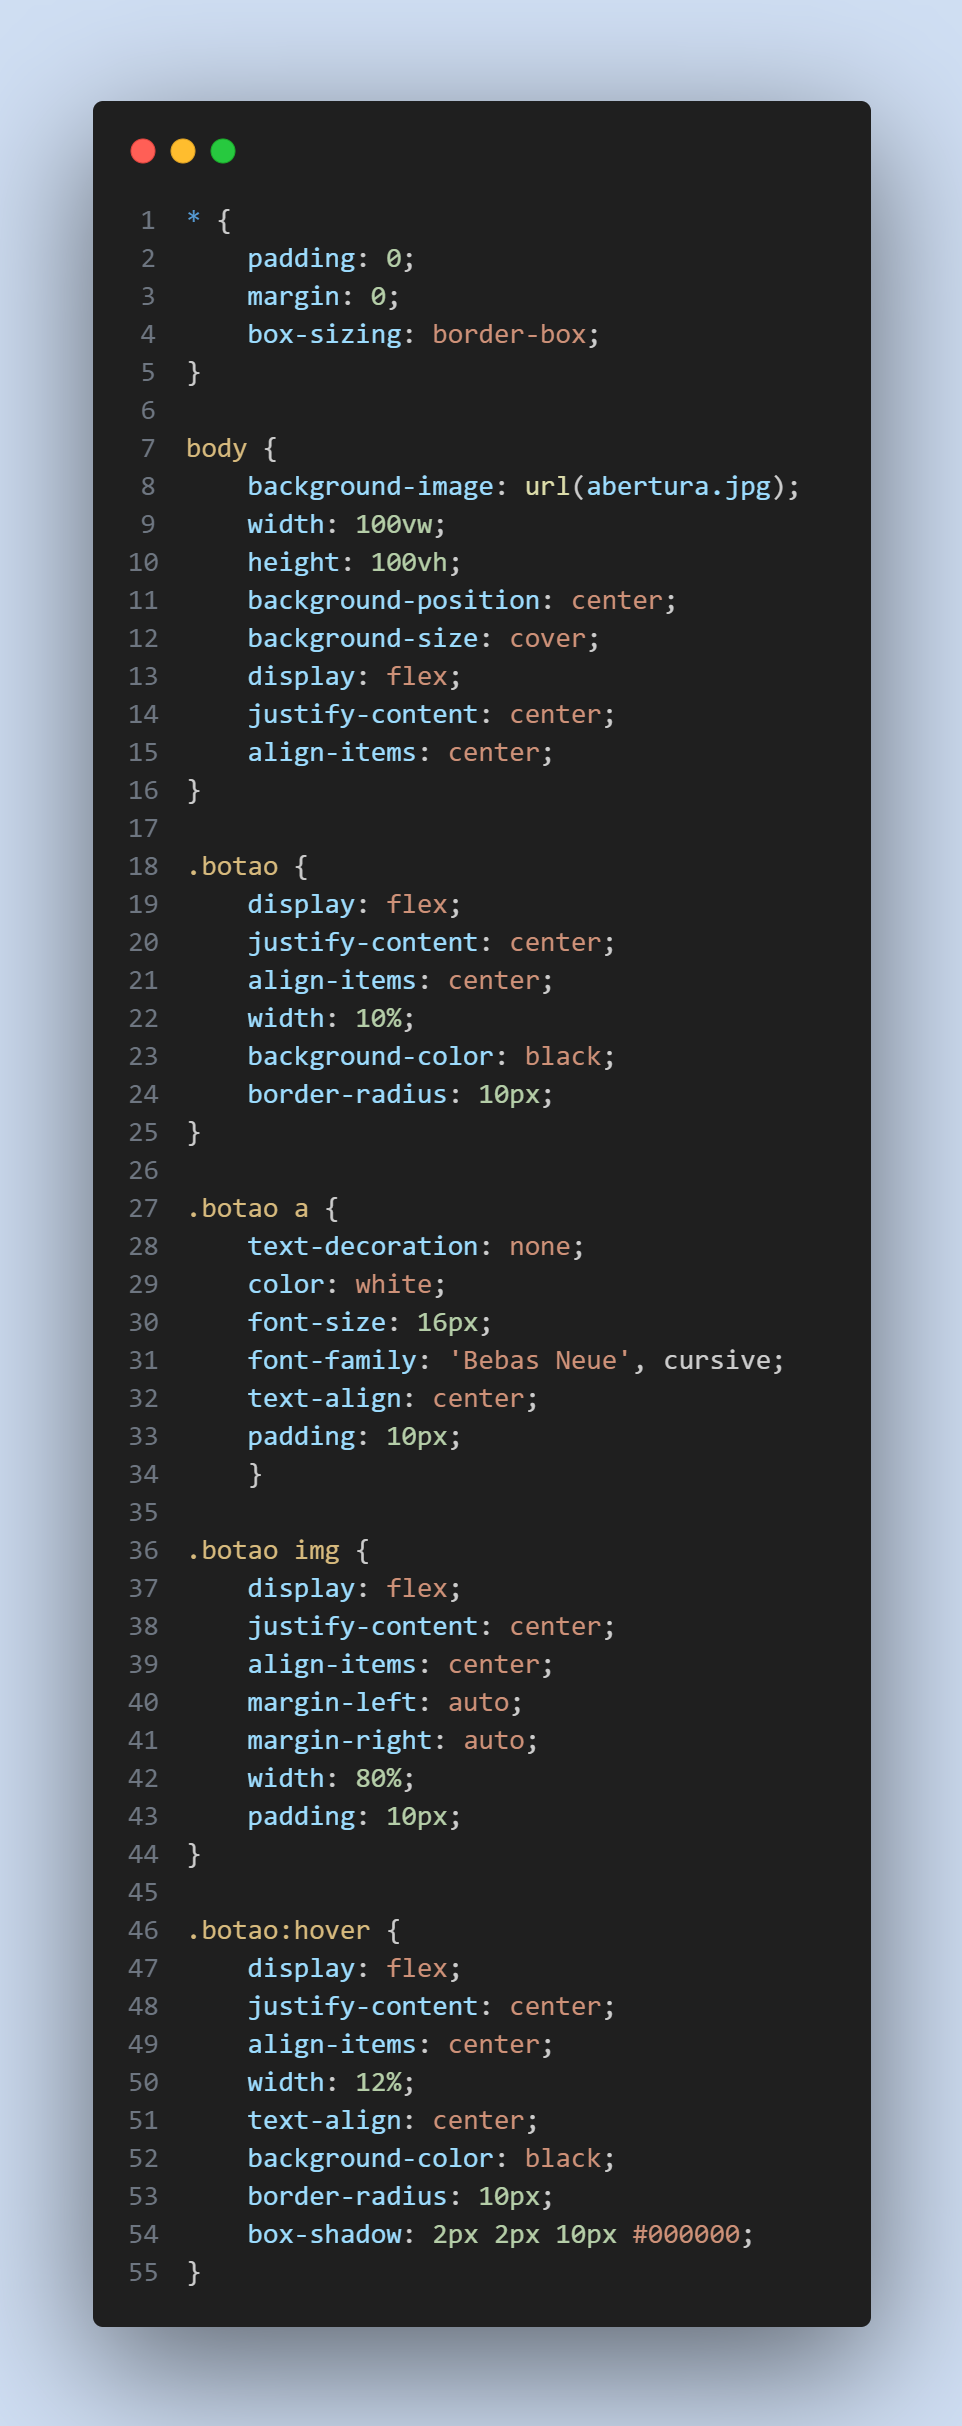 1 * {
2     padding: 0;
3     margin: 0;
4     box-sizing: border-box;
5 }
6
7 body {
8     background-image: url(abertura.jpg);
9     width: 100vw;
10     height: 100vh;
11     background-position: center;
12     background-size: cover;
13     display: flex;
14     justify-content: center;
15     align-items: center;
16 }
17
18 .botao {
19     display: flex;
20     justify-content: center;
21     align-items: center;
22     width: 10%;
23     background-color: black;
24     border-radius: 10px;
25 }
26
27 .botao a {
28     text-decoration: none;
29     color: white;
30     font-size: 16px;
31     font-family: 'Bebas Neue', cursive;
32     text-align: center;
33     padding: 10px;
34     }
35
36 .botao img {
37     display: flex;
38     justify-content: center;
39     align-items: center;
40     margin-left: auto;
41     margin-right: auto;
42     width: 80%;
43     padding: 10px;
44 }
45
46 .botao:hover {
47     display: flex;
48     justify-content: center;
49     align-items: center;
50     width: 12%;
51     text-align: center;
52     background-color: black;
53     border-radius: 10px;
54     box-shadow: 2px 2px 10px #000000;
55 }